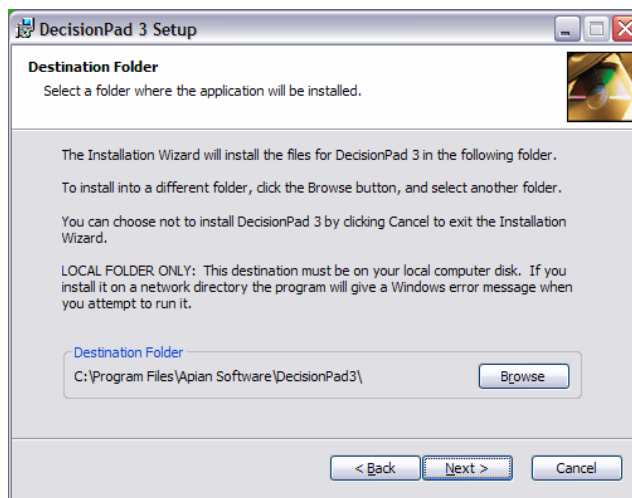 DecisionPad 3 Setup
Destination Folder
Select a folder where the application will be installed.
The Installation Wizard will install the files for DecisionPad 3 in the following folder.
To install into a different folder, click the Browse button, and select another folder.
You can choose not to install DecisionPad 3 by clicking Cancel to exit the Installation
Wizard.
LOCAL FOLDER ONLY: This destination must be on your local computer disk. If you
install it on a network directory the program will give a Windows error message when
you attempt to run it.
Destination Folder
C:\Program Files\Apian Software\DecisionPad3\
Browse
< Back
Next >
Cancel